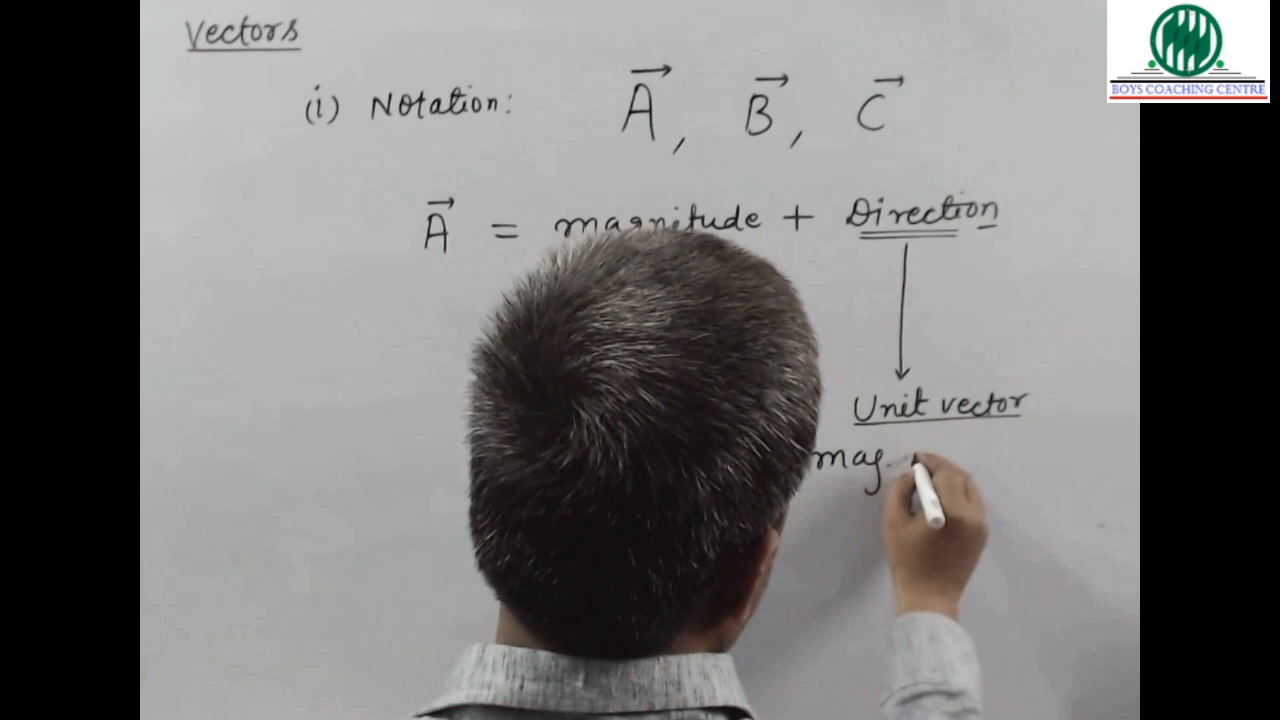 Vectors
BOYS COACHING CENTRE
(i) Notation: A⃗, B⃗, C⃗
A⃗ = magnitude + Direction
Unit vector
mag.